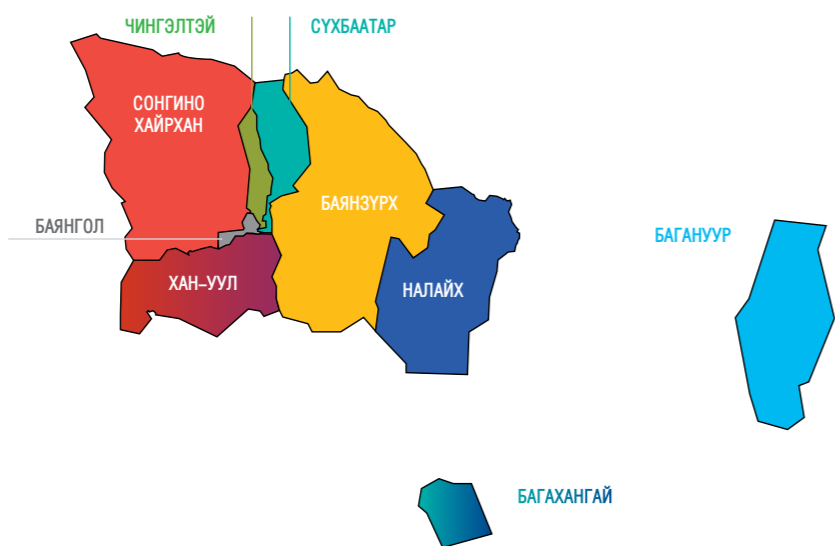 ЧИНГЭЛТЭЙ
СҮХБААТАР
СОНГИНО
ХАЙРХАН
БАЯНЗҮРХ
БАЯНГОЛ
БАГАНУУР
ХАН-УУЛ
НАЛАЙХ
БАГАХАНГАЙ